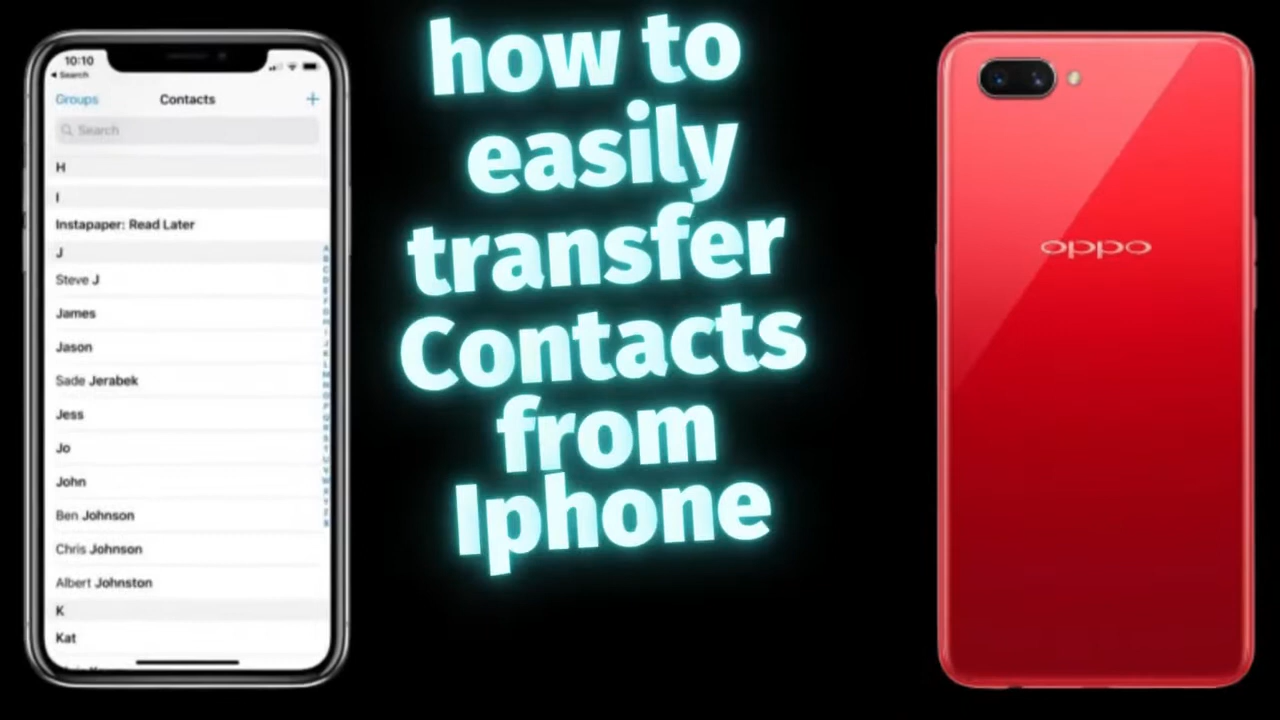 10:10
Search
Groups Contacts +
Search
H
I
Instapaper: Read Later
J
Steve J
James
Jason
Sade Jerabek
Jess
Jo
John
Ben Johnson
Chris Johnson
Albert Johnston
K
Kat
how to
easily
transfer
Contacts
from
Iphone
oppo